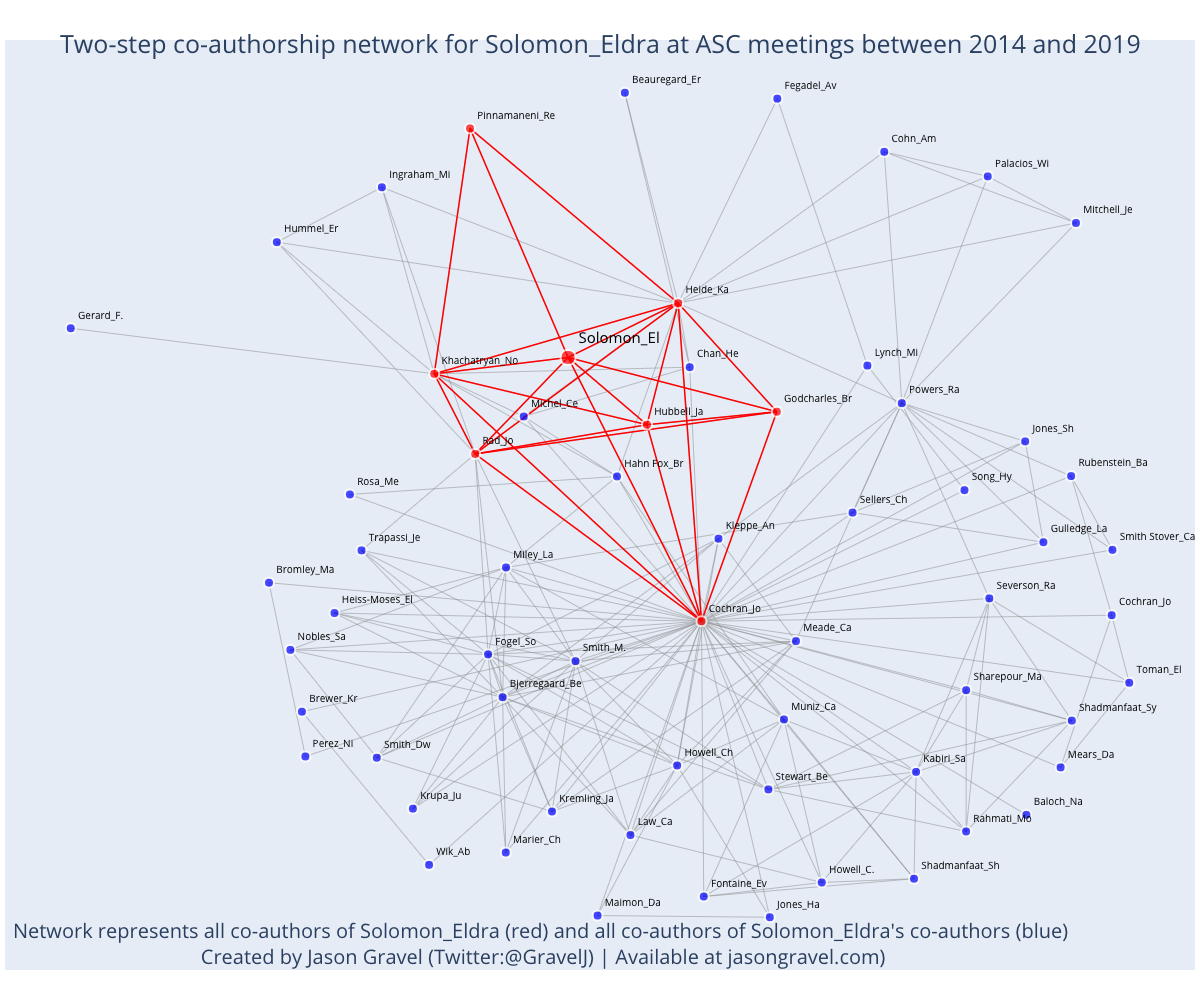 Two-step co-authorship network for Solomon_Eldra at ASC meetings between 2014 and 2019
Beauregard_Er
Fegadel_Av
Pinnamaneni_Re
Cohn_Am
Palacios_Wi
Ingraham_Mi
Mitchell_Je
Hummel_Er
Heide_Ka
Gerard_F.
Solomon_El
Chan_He
Lynch_Mi
Khachatryan_No
Powers_Ra
Godcharles_Br
Michel_Ce
Hubbell_Ja
Jones_Sh
Rad_Jo
Hahn Fox_Br
Rubenstein_Ba
Song_Hy
Rosa_Me
Sellers_Ch
Kleppe_An
Gulledge_La
Smith Stover_Ca
Trapassi_Je
Miley_La
Bromley_Ma
Severson_Ra
Heiss-Moses_El
Cochran_Jo
Cochran_Jo
Meade_Ca
Nobles_Sa
Fogel_So
Smith_M.
Toman_El
Sharepour_Ma
Bjerregaard_Be
Brewer_Kr
Muniz_Ca
Shadmanfaat_Sy
Perez_Ni
Smith_Dw
Howell_Ch
Mears_Da
Kabiri_Sa
Stewart_Be
Krupa_Ju
Kremling_Ja
Baloch_Na
Rahmati_Mo
Law_Ca
Marier_Ch
Wik_Ab
Howell_C.
Shadmanfaat_Sh
Fontaine_Ev
Maimon_Da
Jones_Ha
Network represents all co-authors of Solomon_Eldra (red) and all co-authors of Solomon_Eldra's co-authors (blue)
Created by Jason Gravel (Twitter:@GravelJ) | Available at jasongravel.com)